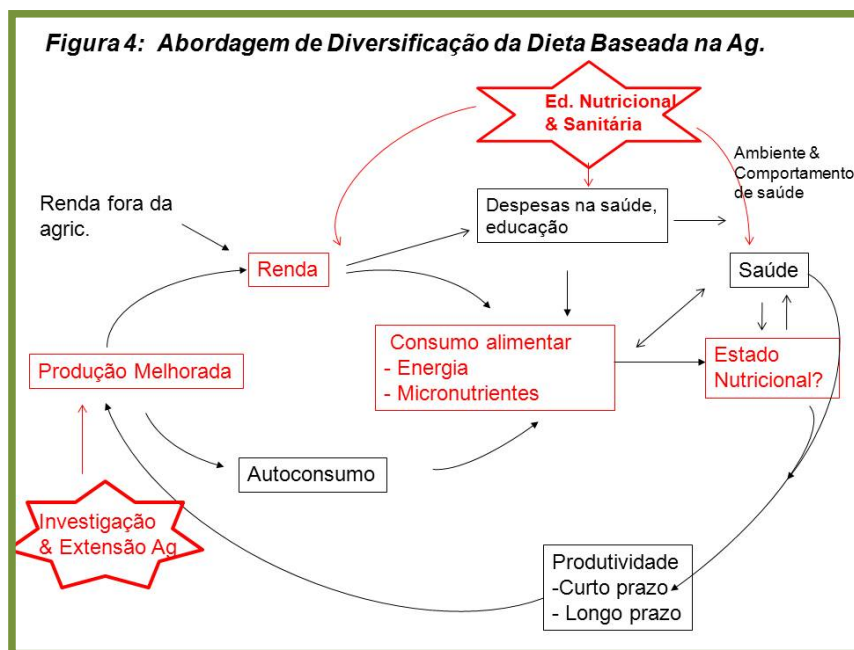 Figura 4: Abordagem de Diversificação da Dieta Baseada na Ag.
Ed. Nutricional
& Sanitária
Ambiente &
Comportamento
de saúde
Renda fora da
agric.
Despesas na saúde,
educação
Renda
Saúde
Consumo alimentar
- Energia
- Micronutrientes
Estado
Nutricional?
Produção Melhorada
Autoconsumo
Investigação
& Extensão Ag
Produtividade
-Curto prazo
- Longo prazo